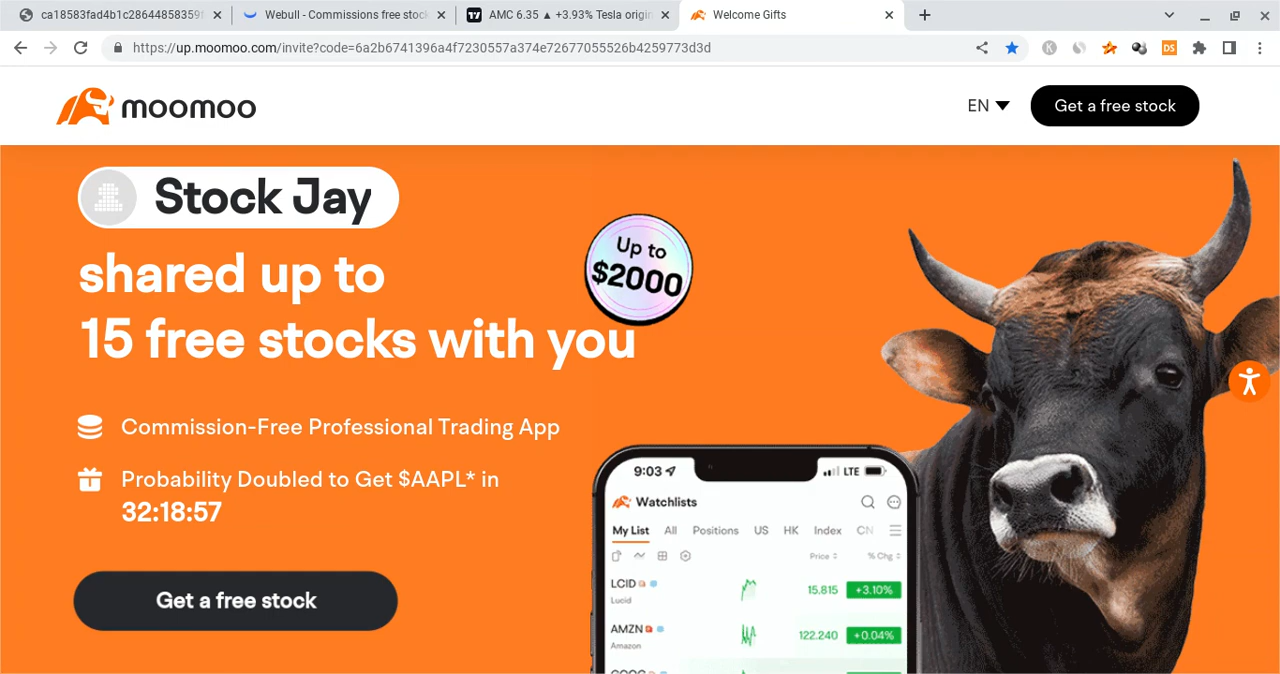 ca18583fad4b1c28644858359f
Webull - Commissions free stoc
AMC 6.35 ▲ +3.93% Tesla origin
Welcome Gifts
https://up.moomoo.com/invite?code=6a2b6741396a4f7230557a374e72677055526b4259773d3d
DS
moomoo
EN
Get a free stock
Stock Jay
shared up to
15 free stocks with you
Up to
$2000
Commission-Free Professional Trading App
Probability Doubled to Get $AAPL* in
32:18:57
Get a free stock
9:03 LTE
Watchlists
My List All Positions US HK Index CN
Price % Chg
LCID 15.815 +3.10%
Lucid
AMZN 122.240 +0.04%
Amazon